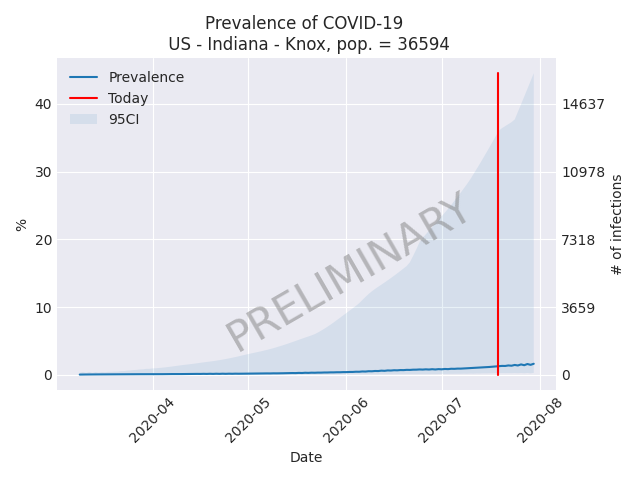 Prevalence of COVID-19
US - Indiana - Knox, pop. = 36594
Prevalence
Today
95CI
40
30
20
10
0
%
14637
10978
7318
3659
0
# of infections
PRELIMINARY
2020-04
2020-05
2020-06
2020-07
2020-08
Date